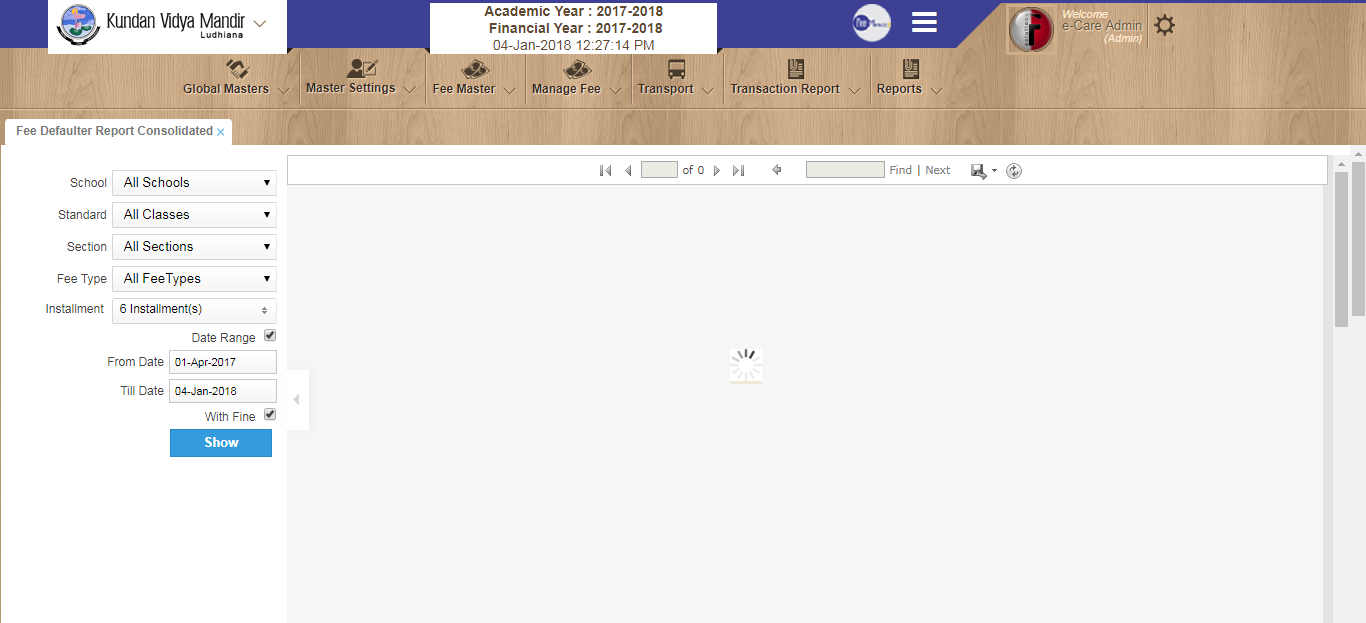 Kundan Vidya Mandir
Ludhiana
Academic Year : 2017-2018
Financial Year : 2017-2018
04-Jan-2018 12:27:14 PM
Welcome
e-Care Admin
(Admin)
Global Masters
Master Settings
Fee Master
Manage Fee
Transport
Transaction Report
Reports
Fee Defaulter Report Consolidated ×
of 0
Find | Next
School All Schools
Standard All Classes
Section All Sections
Fee Type All FeeTypes
Installment 6 Installment(s)
Date Range
From Date 01-Apr-2017
Till Date 04-Jan-2018
With Fine
Show